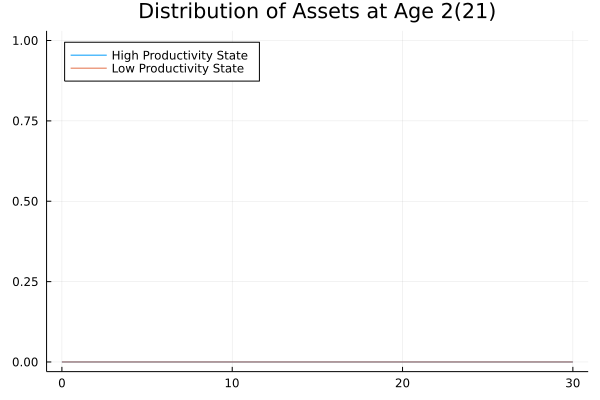 Distribution of Assets at Age 2(21)
1.00
High Productivity State
Low Productivity State
0.75
0.50
0.25
0.00
0 10 20 30